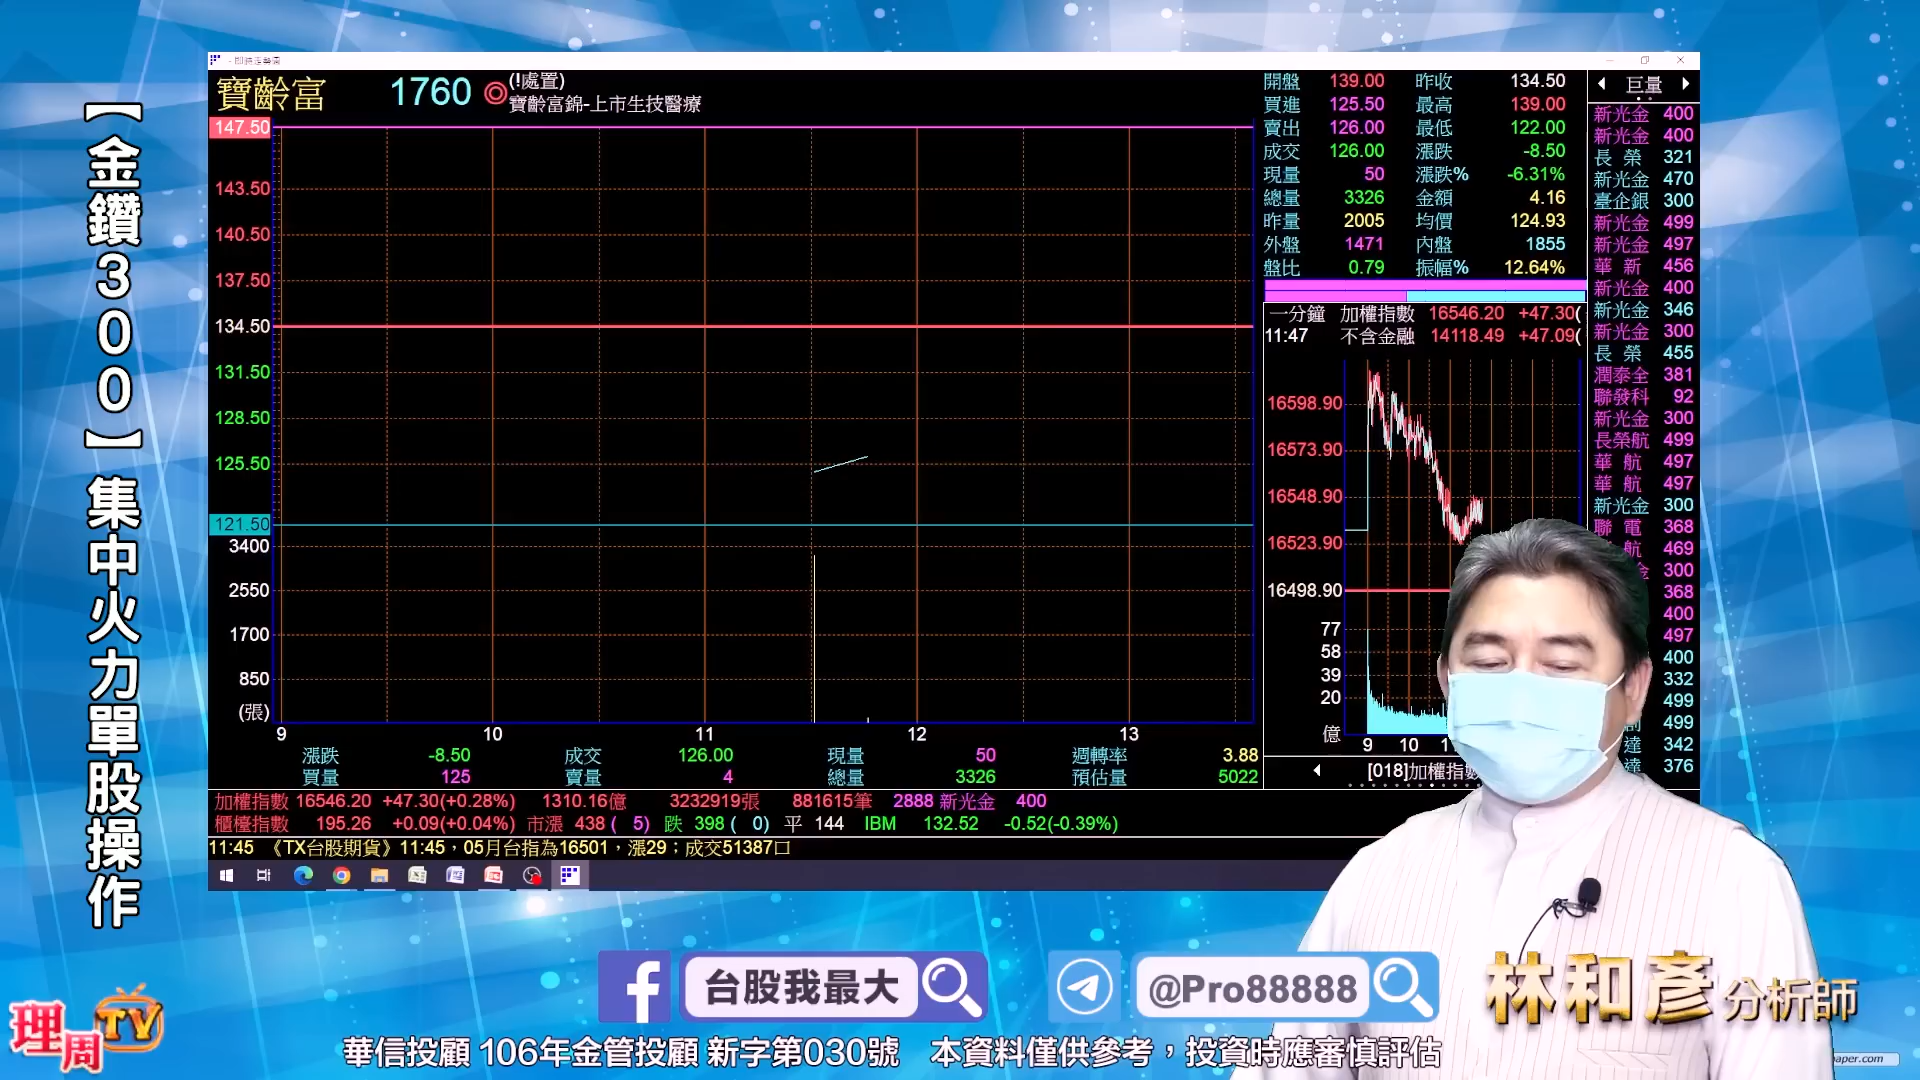 【金鑽300】集中火力單股操作
寶齡富 1760 (!處置)
寶齡富錦-上市生技醫療
147.50
143.50
140.50
137.50
134.50
131.50
128.50
125.50
121.50
3400
2550
1700
850
(張)
9 10 11 12 13
漲跌 -8.50 成交 126.00 現量 50 週轉率 3.88
買量 125 賣量 4 總量 3326 預估量 5022
開盤 139.00 昨收 134.50
買進 125.50 最高 139.00
賣出 126.00 最低 122.00
成交 126.00 漲跌 -8.50
現量 50 漲跌% -6.31%
總量 3326 金額 4.16
昨量 2005 均價 124.93
外盤 1471 內盤 1855
盤比 0.79 振幅% 12.64%
一分鐘 加權指數 16546.20 +47.30(
11:47 不含金融 14118.49 +47.09(
16598.90
16573.90
16548.90
16523.90
16498.90
77
58
39
20
億
9 10 1
[018]加權指數
巨量
新光金 400
新光金 400
長榮 321
新光金 470
臺企銀 300
新光金 499
新光金 497
華新 456
新光金 400
新光金 346
新光金 300
長榮 455
潤泰全 381
聯發科 92
新光金 300
長榮航 499
華航 497
華航 497
新光金 300
聯電 368
航 469
金 300
368
400
497
400
332
499
499
達 342
達 376
加權指數 16546.20 +47.30(+0.28%) 1310.16億 3232919張 881615筆 2888 新光金 400
櫃檯指數 195.26 +0.09(+0.04%) 市漲 438 ( 5) 跌 398 ( 0) 平 144 IBM 132.52 -0.52(-0.39%)
11:45 《TX台股期貨》11:45，05月台指為16501，漲29；成交51387口
台股我最大
@Pro88888
林和彥 分析師
理周TV
華信投顧 106年金管投顧 新字第030號 本資料僅供參考，投資時應審慎評估
paper.com